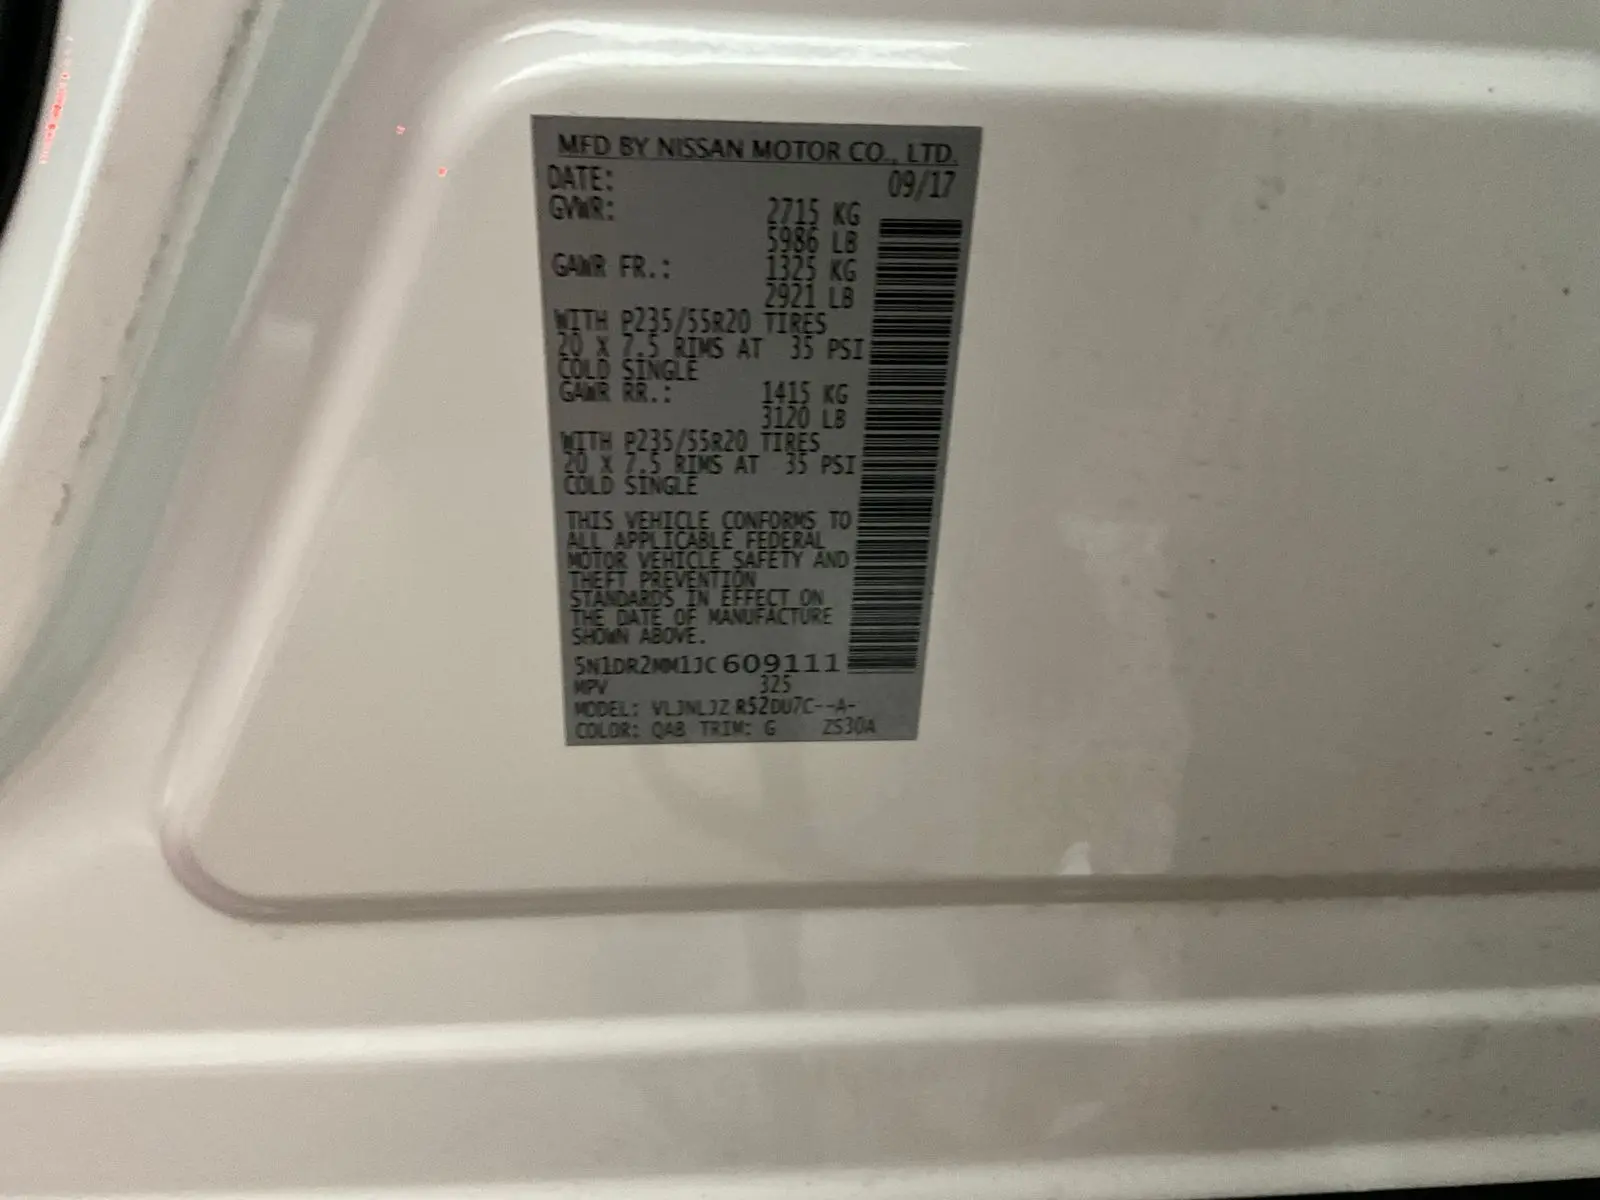 MFD BY NISSAN MOTOR CO., LTD.
DATE: 09/17
GVWR: 2715 KG
5986 LB
GAWR FR.: 1325 KG
2921 LB
WITH P235/55R20 TIRES
20 X 7.5 RIMS AT 35 PSI
COLD SINGLE
GAWR RR.: 1415 KG
3120 LB
WITH P235/55R20 TIRES
20 X 7.5 RIMS AT 35 PSI
COLD SINGLE
THIS VEHICLE CONFORMS TO
ALL APPLICABLE FEDERAL
MOTOR VEHICLE SAFETY AND
THEFT PREVENTION
STANDARDS IN EFFECT ON
THE DATE OF MANUFACTURE
SHOWN ABOVE.
5N1DR2MM1JC609111
MPV 325
MODEL: VLJNLJZ R52DU7C--A-
COLOR: QAB TRIM: G ZS30A